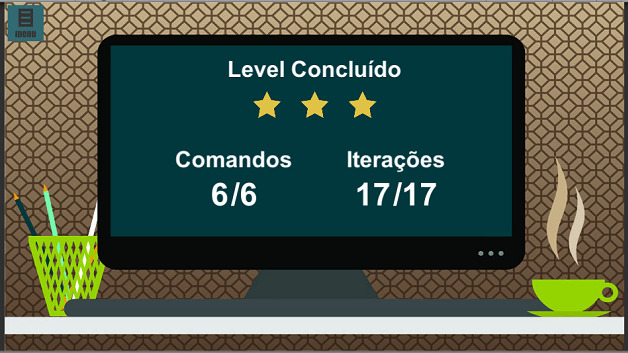 menu
Level Concluído
Comandos Iterações
6/6 17/17